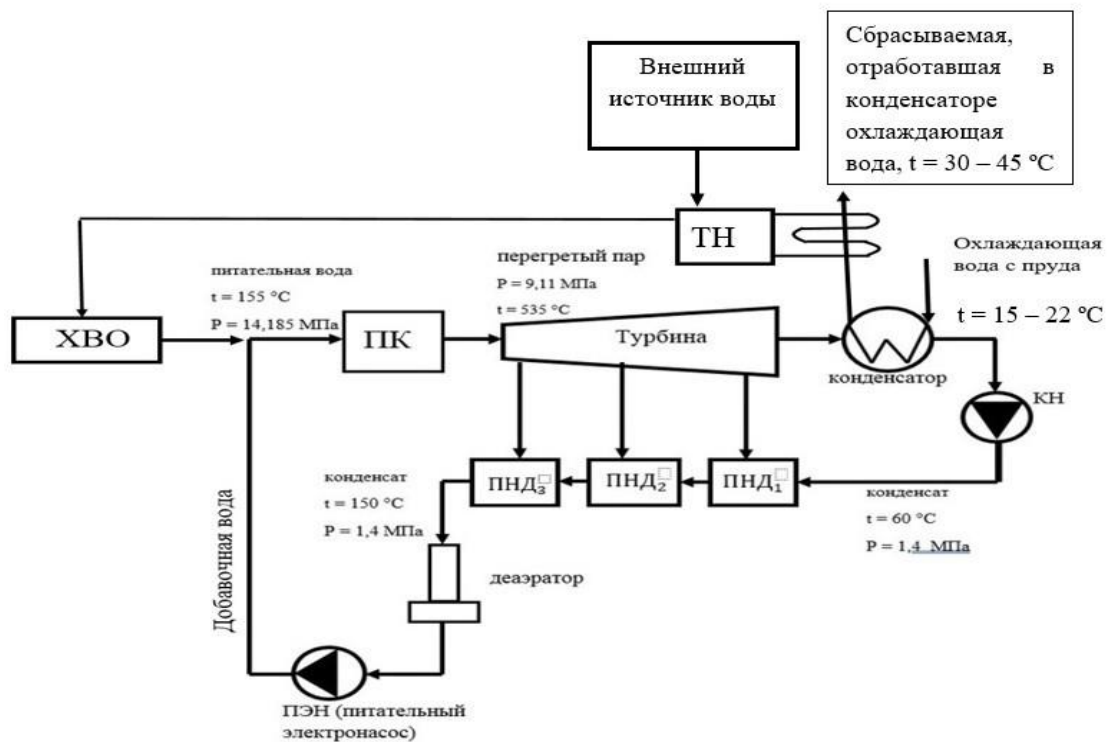 Внешний
источник воды
Сбрасываемая,
отработавшая в
конденсаторе
охлаждающая
вода, t = 30 – 45 ºС
ТН
Охлаждающая
вода с пруда
t = 15 – 22 ºС
питательная вода
t = 155 °C
P = 14,185 МПа
перегретый пар
P = 9,11 МПа
t = 535 °C
ХВО
ПК
Турбина
конденсатор
КН
конденсат
t = 150 °C
P = 1,4 МПа
ПНД₃□
ПНД₂□
ПНД₁□
конденсат
t = 60 °C
P = 1,4 МПа
деаэратор
Добавочная вода
ПЭН (питательный
электронасос)